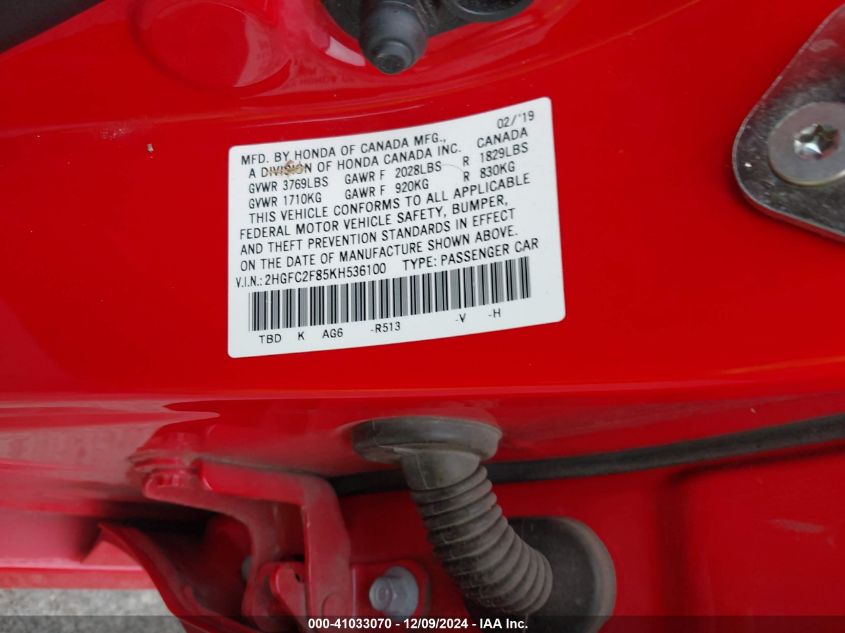 02/'19
MFD. BY HONDA OF CANADA MFG., CANADA
A DIVISION OF HONDA CANADA INC.
GVWR 3769LBS GAWR F 2028LBS R 1829LBS
GVWR 1710KG GAWR F 920KG R 830KG
THIS VEHICLE CONFORMS TO ALL APPLICABLE
FEDERAL MOTOR VEHICLE SAFETY, BUMPER,
AND THEFT PREVENTION STANDARDS IN EFFECT
ON THE DATE OF MANUFACTURE SHOWN ABOVE.
V.I.N.:2HGFC2F85KH536100 TYPE: PASSENGER CAR
TBD K AG6 -R513 -V -H
000-41033070 - 12/09/2024 - IAA Inc.